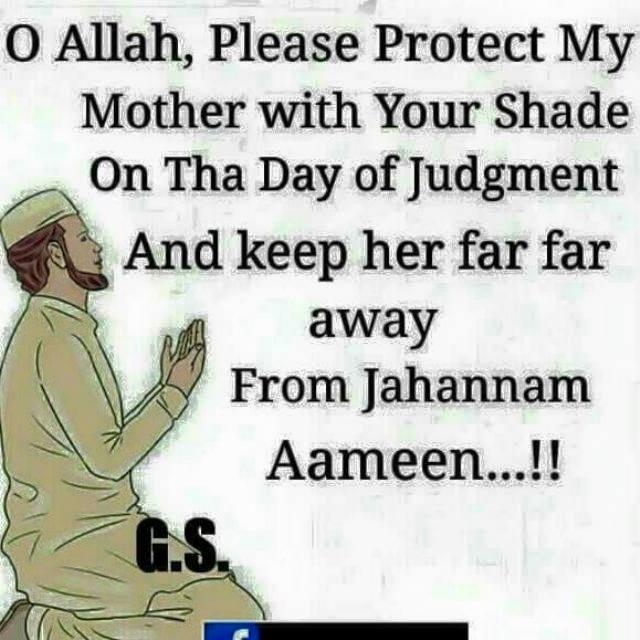 O Allah, Please Protect My
Mother with Your Shade
On Tha Day of Judgment
And keep her far far
away
From Jahannam
Aameen...!!
G.S.